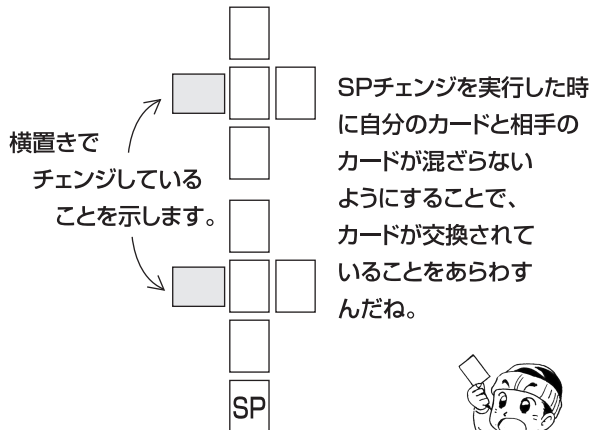 横置きで
チェンジしている
ことを示します。
SPチェンジを実行した時
に自分のカードと相手の
カードが混ざらない
ようにすることで、
カードが交換されて
いることをあらわす
んだね。
SP